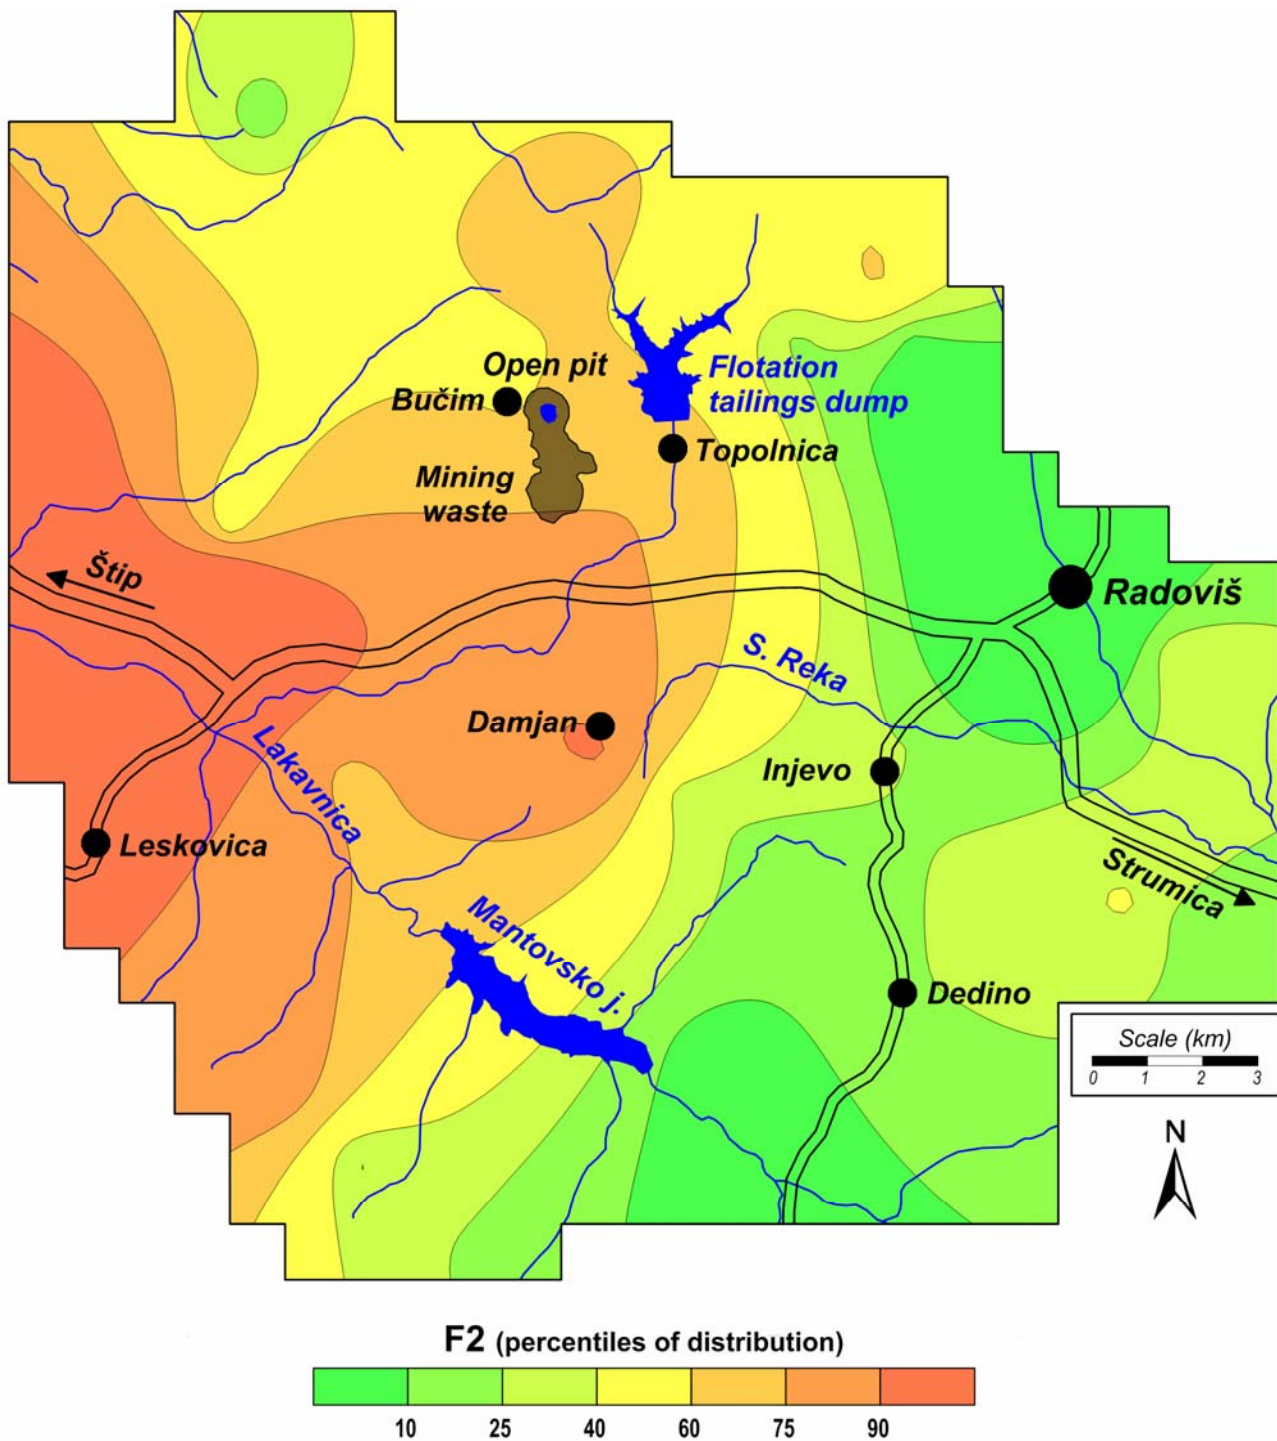 Open pit
Bučim
Flotation
tailings dump
Topolnica
Mining
waste
Štip
Radoviš
S. Reka
Damjan
Injevo
Lakavnica
Leskovica
Strumica
Mantovsko j.
Dedino
Scale (km)
0 1 2 3
N
F2 (percentiles of distribution)
10 25 40 60 75 90